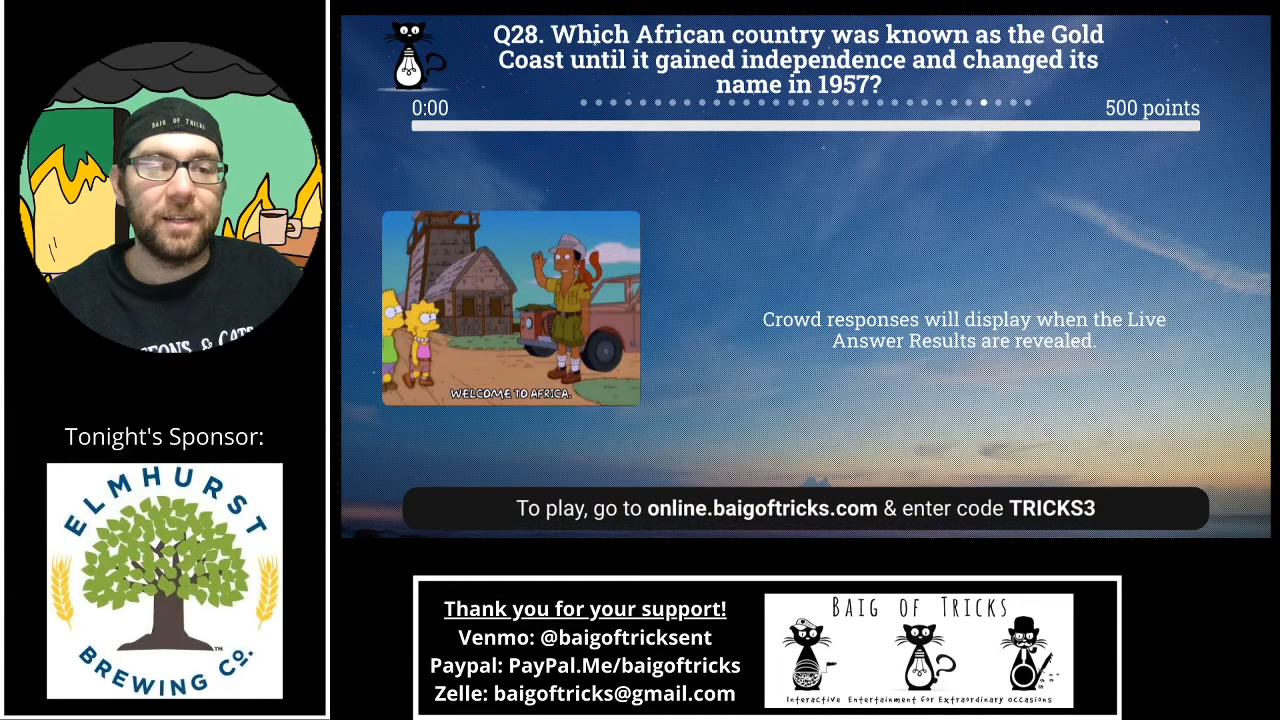 Q28. Which African country was known as the Gold
Coast until it gained independence and changed its
name in 1957?
0:00
500 points
BAIG OF TRICKS
WELCOME TO AFRICA.
Crowd responses will display when the Live
Answer Results are revealed.
Tonight's Sponsor:
ELMHURST
BREWING CO.
TM
To play, go to online.baigoftricks.com & enter code TRICKS3
Thank you for your support!
Venmo: @baigoftricksent
Paypal: PayPal.Me/baigoftricks
Zelle: baigoftricks@gmail.com
BAIG OF TRICKS
Interactive Entertainment for Extraordinary occasions